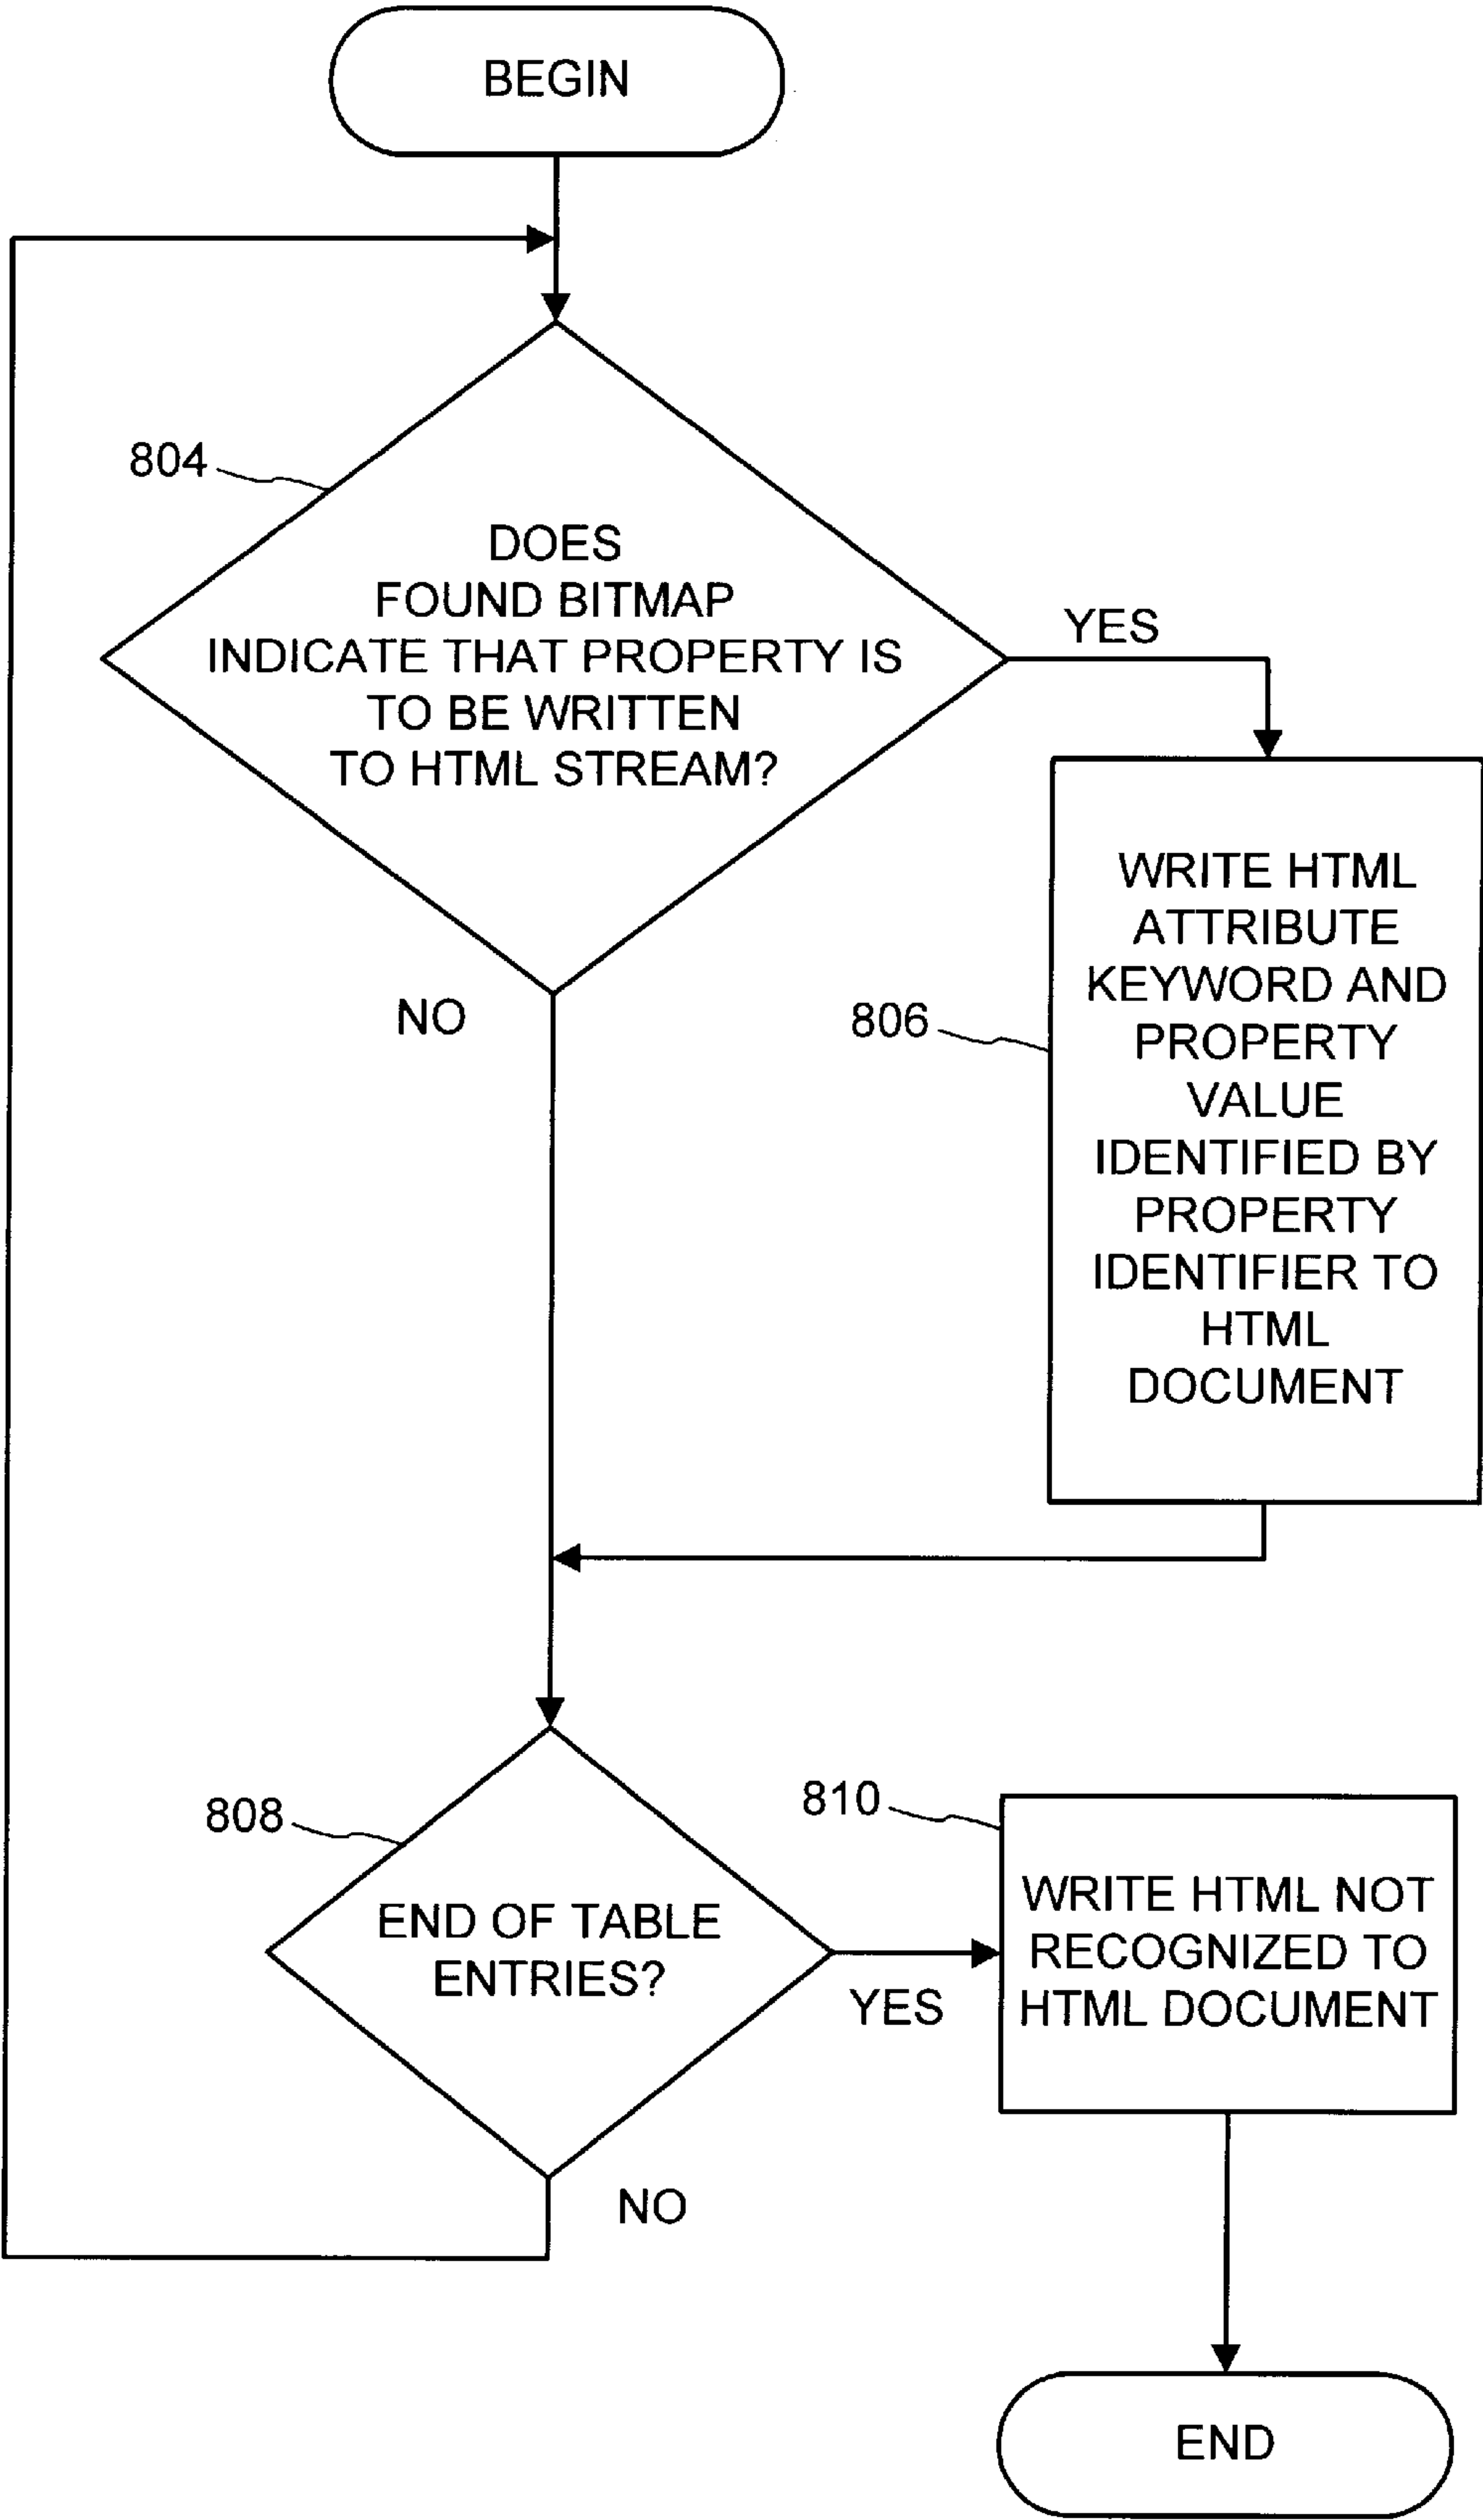 BEGIN
804
DOES
FOUND BITMAP
INDICATE THAT PROPERTY IS
TO BE WRITTEN
TO HTML STREAM?
YES
NO
806
WRITE HTML
ATTRIBUTE
KEYWORD AND
PROPERTY
VALUE
IDENTIFIED BY
PROPERTY
IDENTIFIER TO
HTML
DOCUMENT
808
END OF TABLE
ENTRIES?
YES
NO
810
WRITE HTML NOT
RECOGNIZED TO
HTML DOCUMENT
END